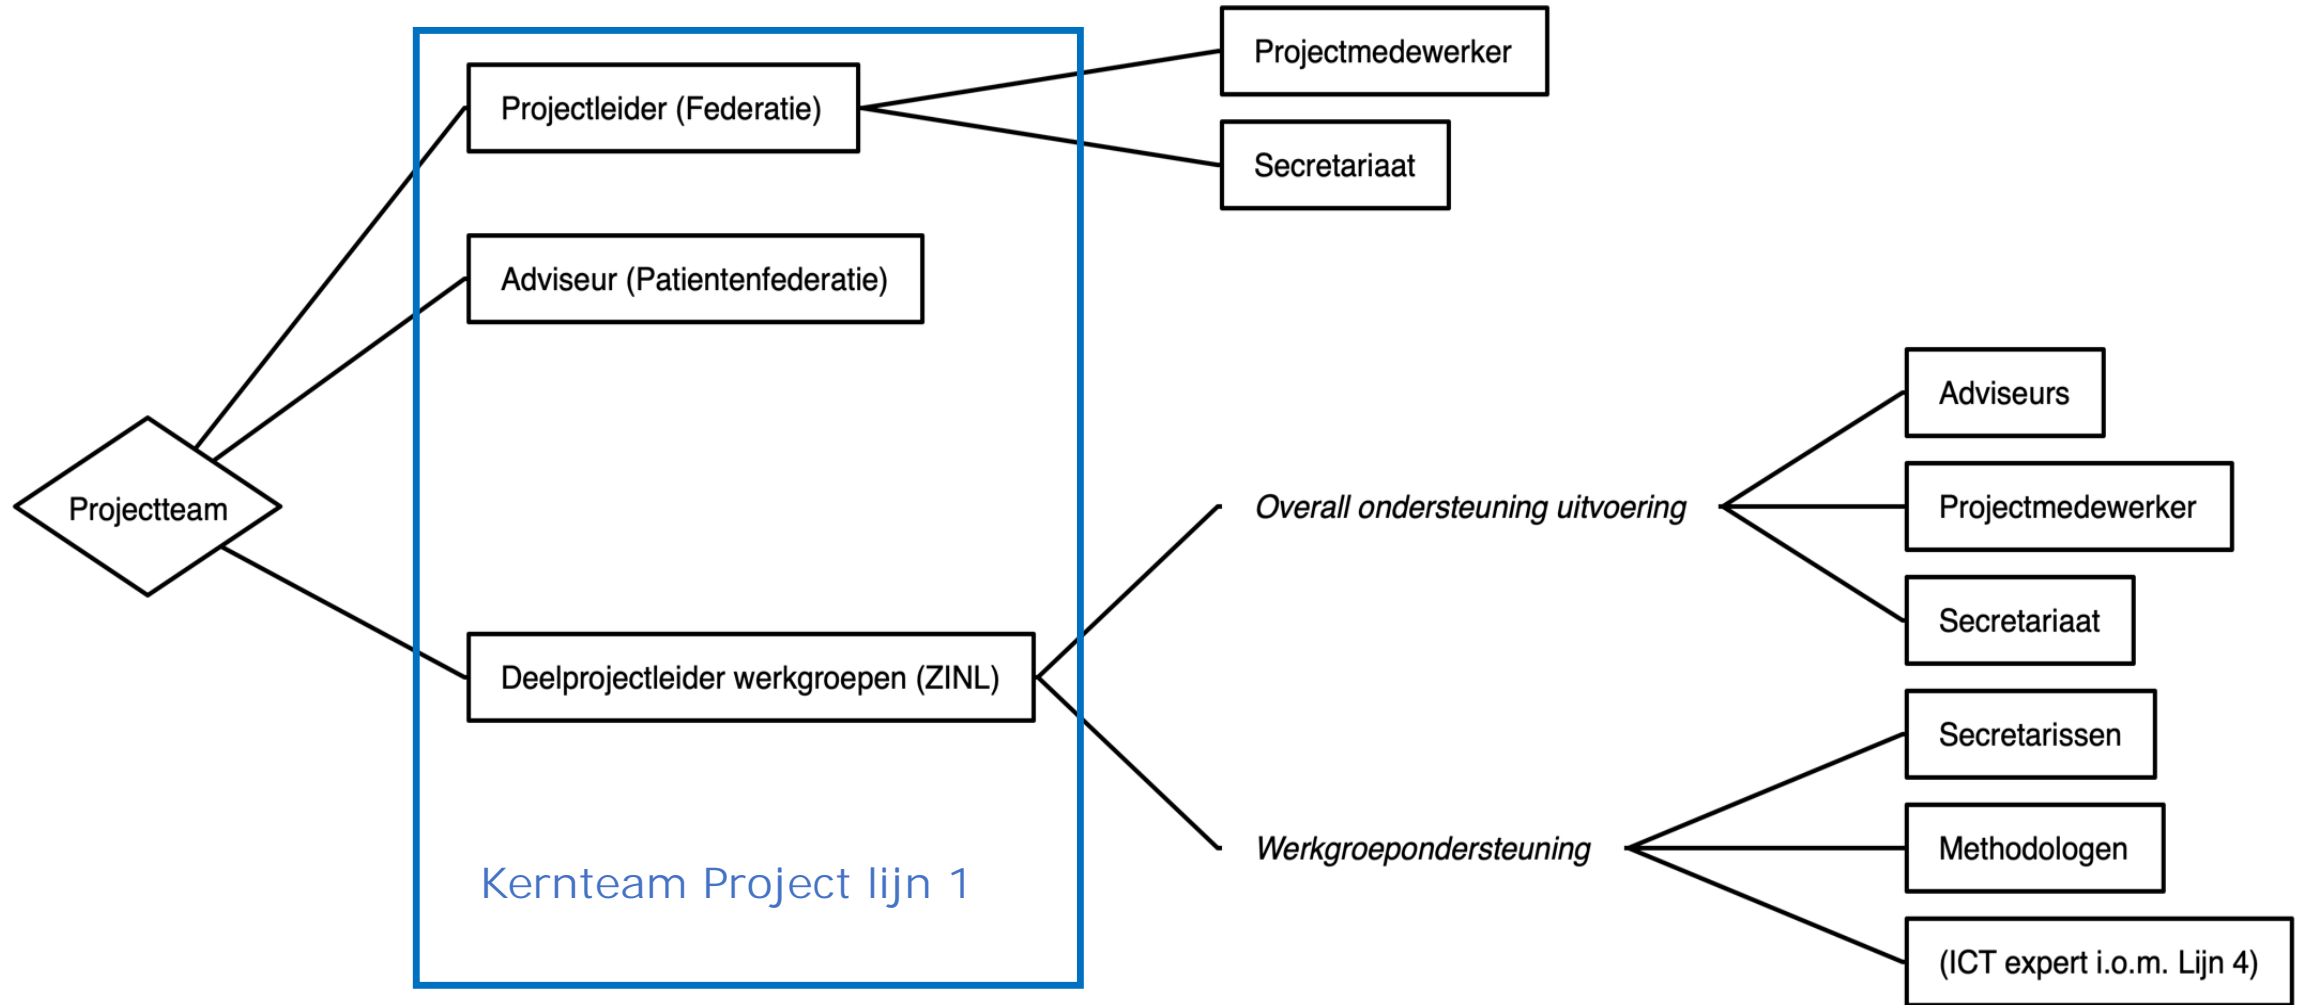 Projectmedewerker
Projectleider (Federatie)
Secretariaat
Adviseur (Patientenfederatie)
Adviseurs
Projectteam
Overall ondersteuning uitvoering
Projectmedewerker
Secretariaat
Deelprojectleider werkgroepen (ZINL)
Secretarissen
Werkgroepondersteuning
Methodologen
Kernteam Project lijn 1
(ICT expert i.o.m. Lijn 4)